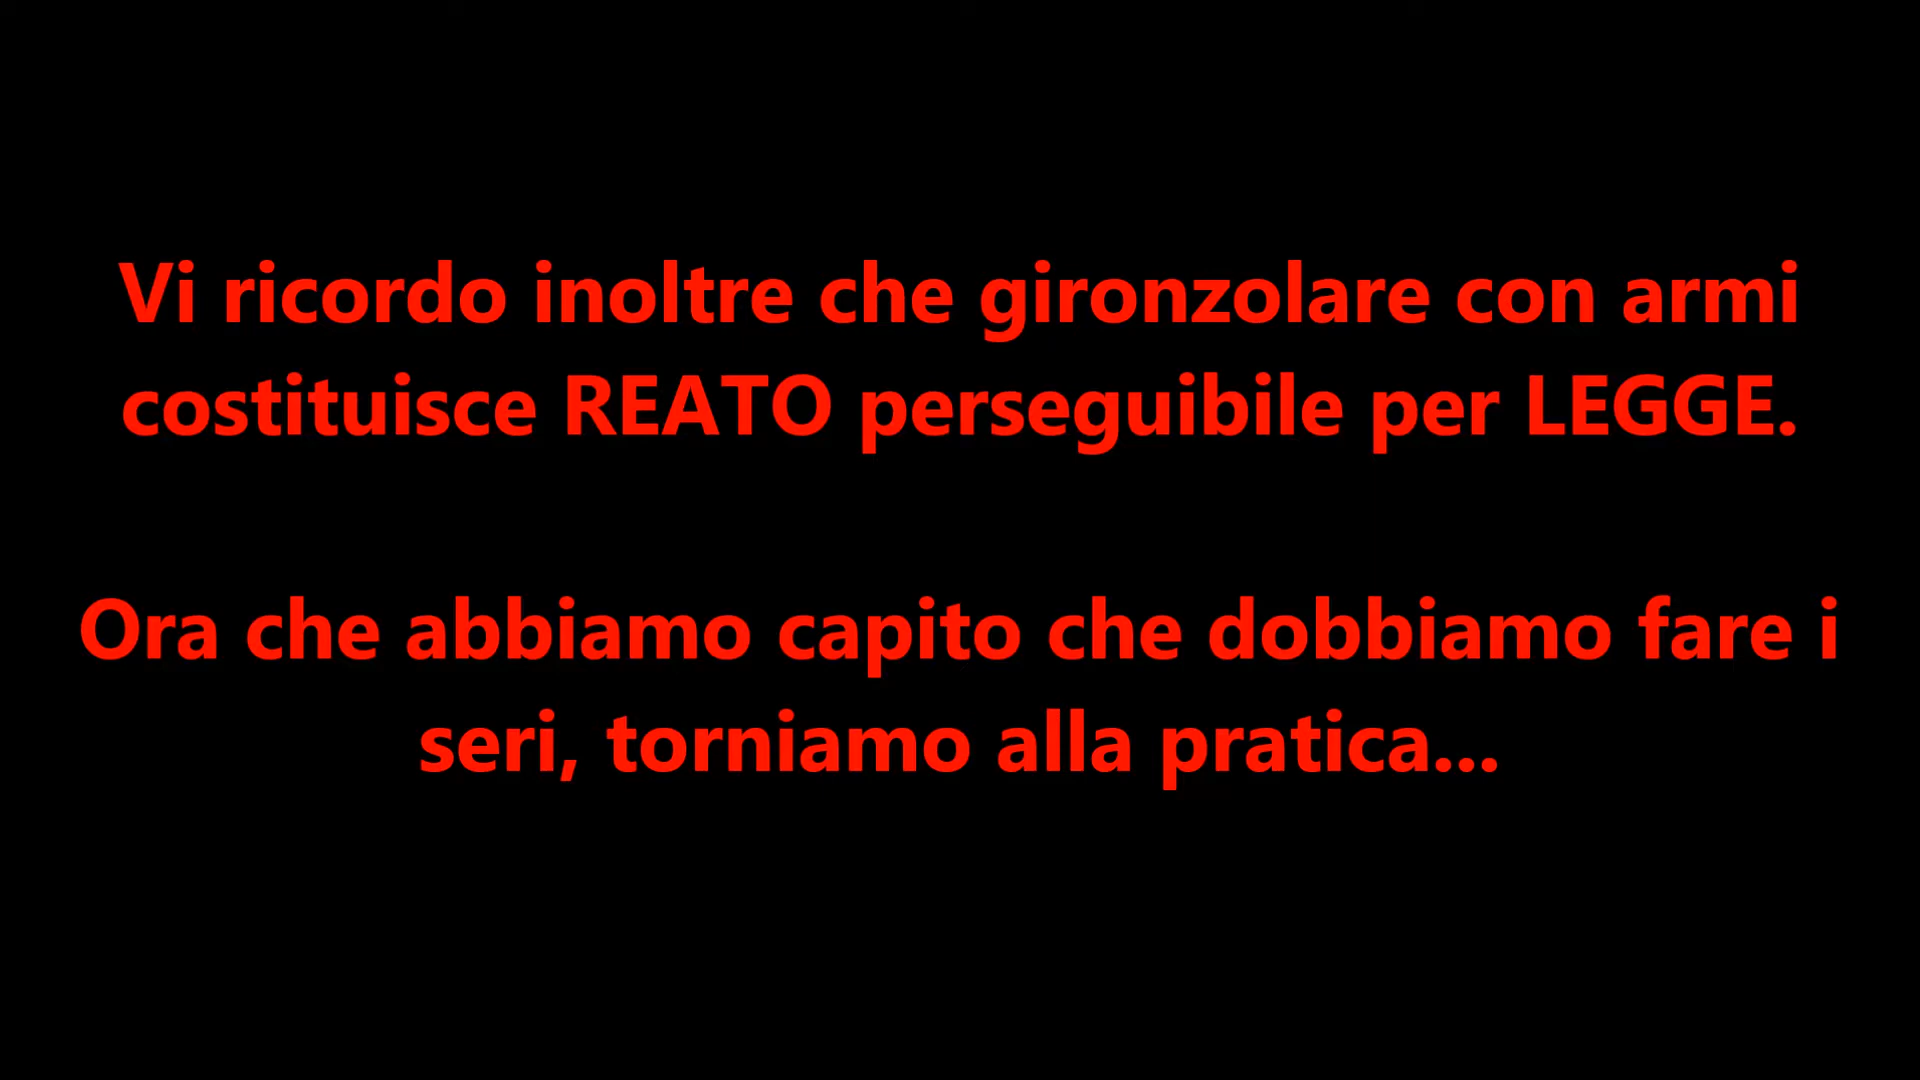 Vi ricordo inoltre che gironzolare con armi
costituisce REATO perseguibile per LEGGE.
Ora che abbiamo capito che dobbiamo fare i
seri, torniamo alla pratica...